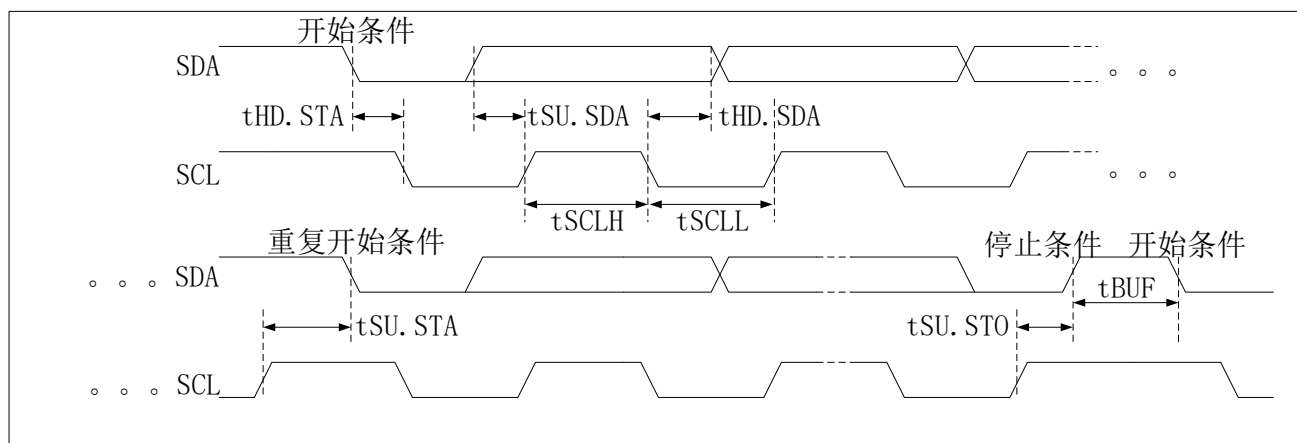 开始条件
SDA
。。。
tHD.STA
tSU.SDA
tHD.SDA
SCL
。。。
tSCLH
tSCLL
重复开始条件
停止条件
开始条件
。。。SDA
tBUF
tSU.STA
tSU.STO
。。。SCL